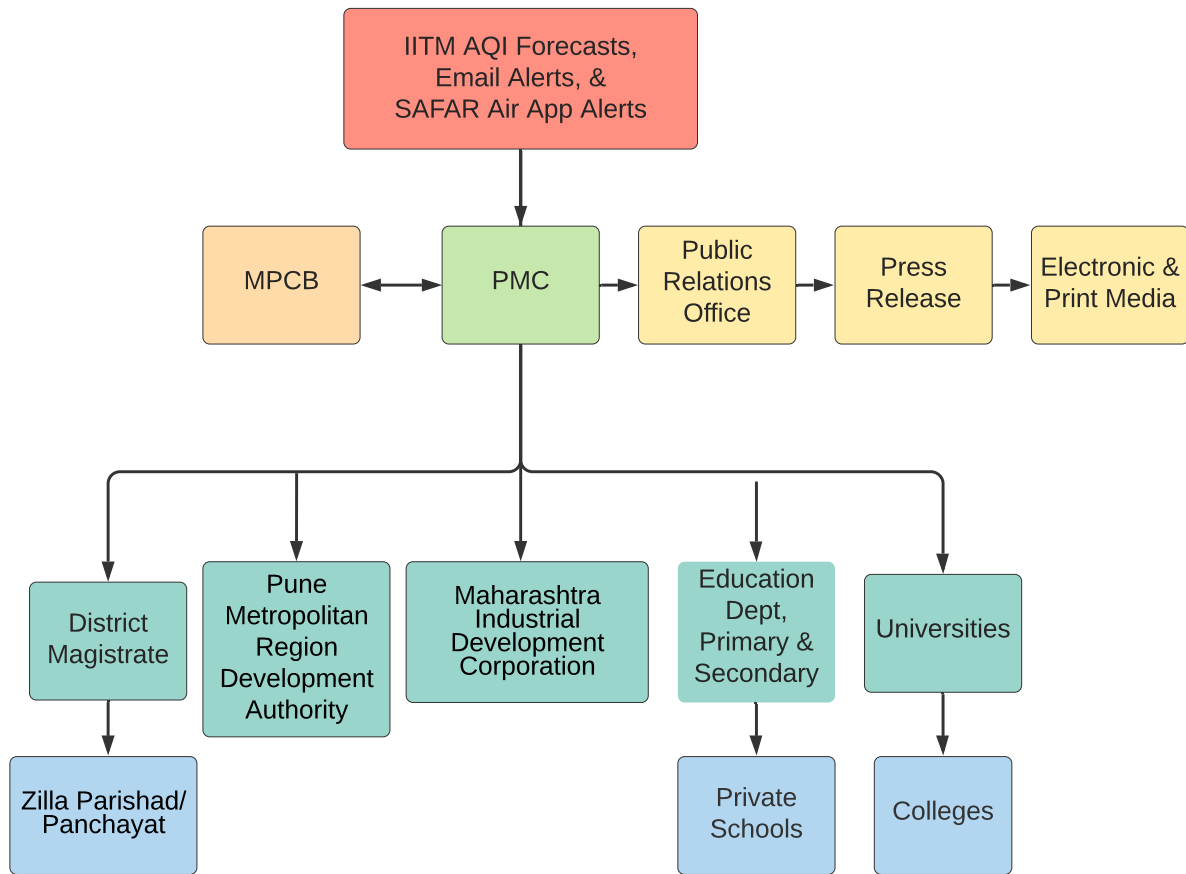 IITM AQI Forecasts,
Email Alerts, &
SAFAR Air App Alerts
MPCB
PMC
Public
Relations
Office
Press
Release
Electronic &
Print Media
District
Magistrate
Pune
Metropolitan
Region
Development
Authority
Maharashtra
Industrial
Development
Corporation
Education
Dept,
Primary &
Secondary
Universities
Zilla Parishad/
Panchayat
Private
Schools
Colleges